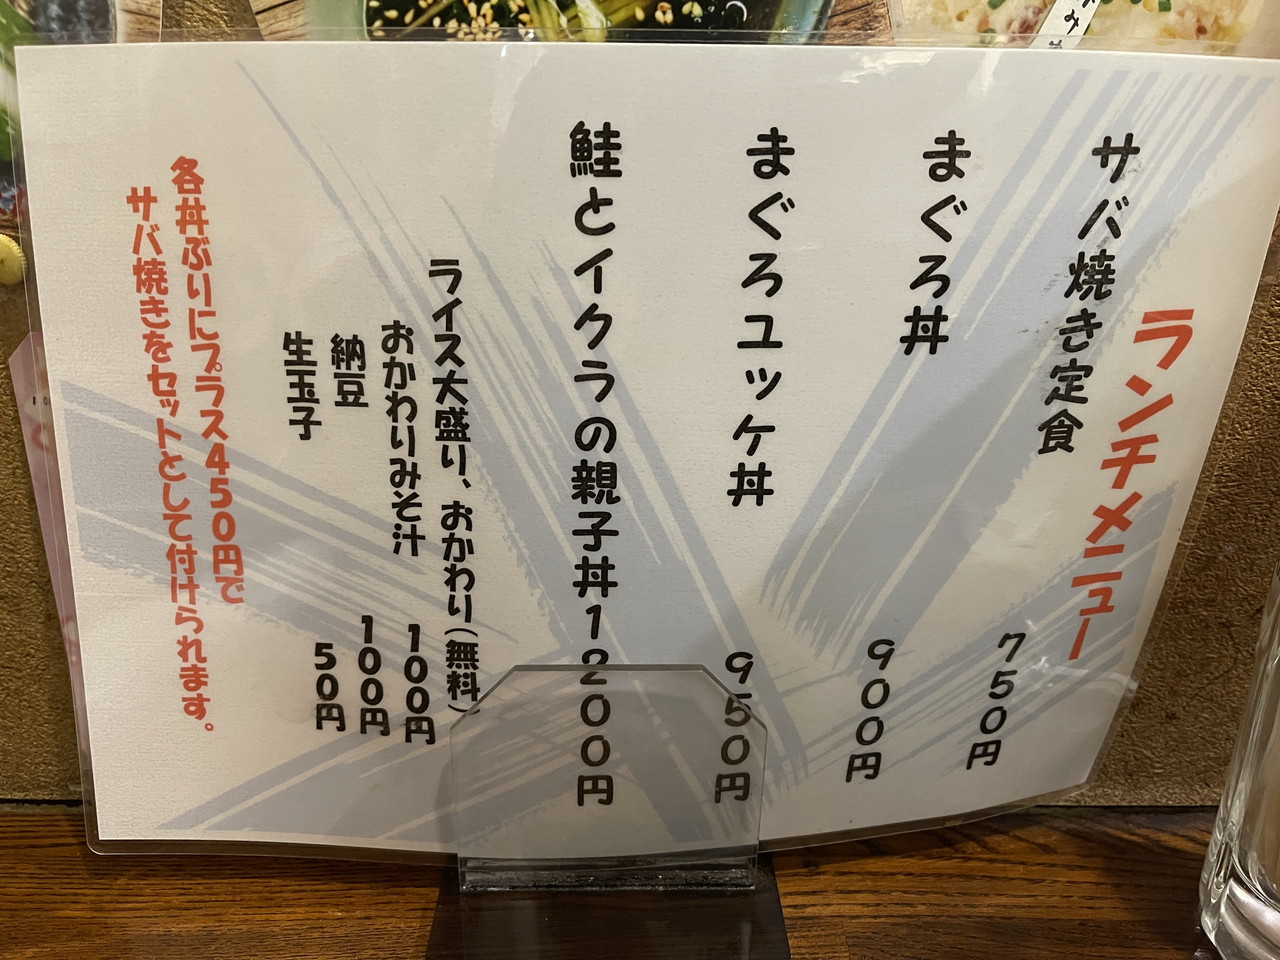 ランチメニュー
サバ焼き定食 750円
まぐろ丼 900円
まぐろユッケ丼 950円
鮭とイクラの親子丼1200円
ライス大盛り、おかわり(無料)
おかわりみそ汁 100円
納豆 100円
生玉子 50円
各丼ぶりにプラス450円で
サバ焼きをセットとして付けられます。